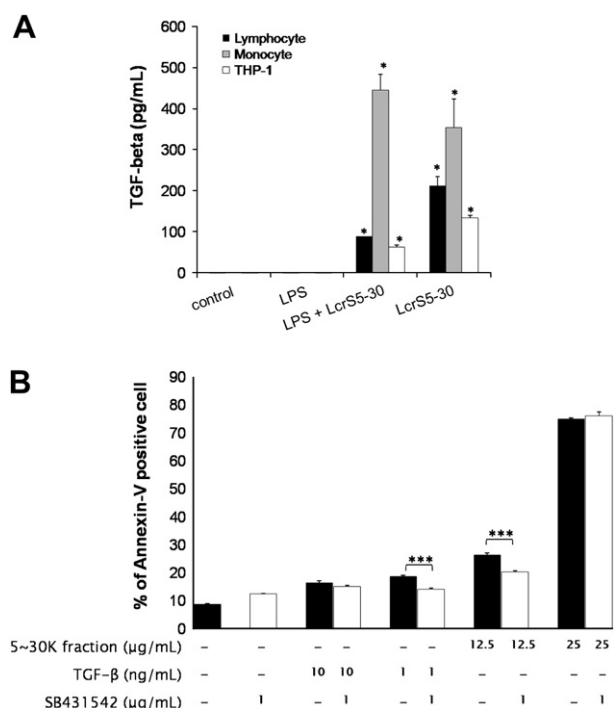 A
Lymphocyte
Monocyte
THP-1
TGF-beta (pg/mL)
600
500
400
300
200
100
0
* * * * * *
control LPS LPS + LcrS5-30 LcrS5-30
B
% of Annexin-V positive cell
90
80
70
60
50
40
30
20
10
0
*** ***
5~30K fraction (μg/mL) – – – – – – 12.5 12.5 25 25
TGF-β (ng/mL) – – 10 10 1 1 – – – –
SB431542 (μg/mL) – 1 – 1 – 1 – 1 – 1